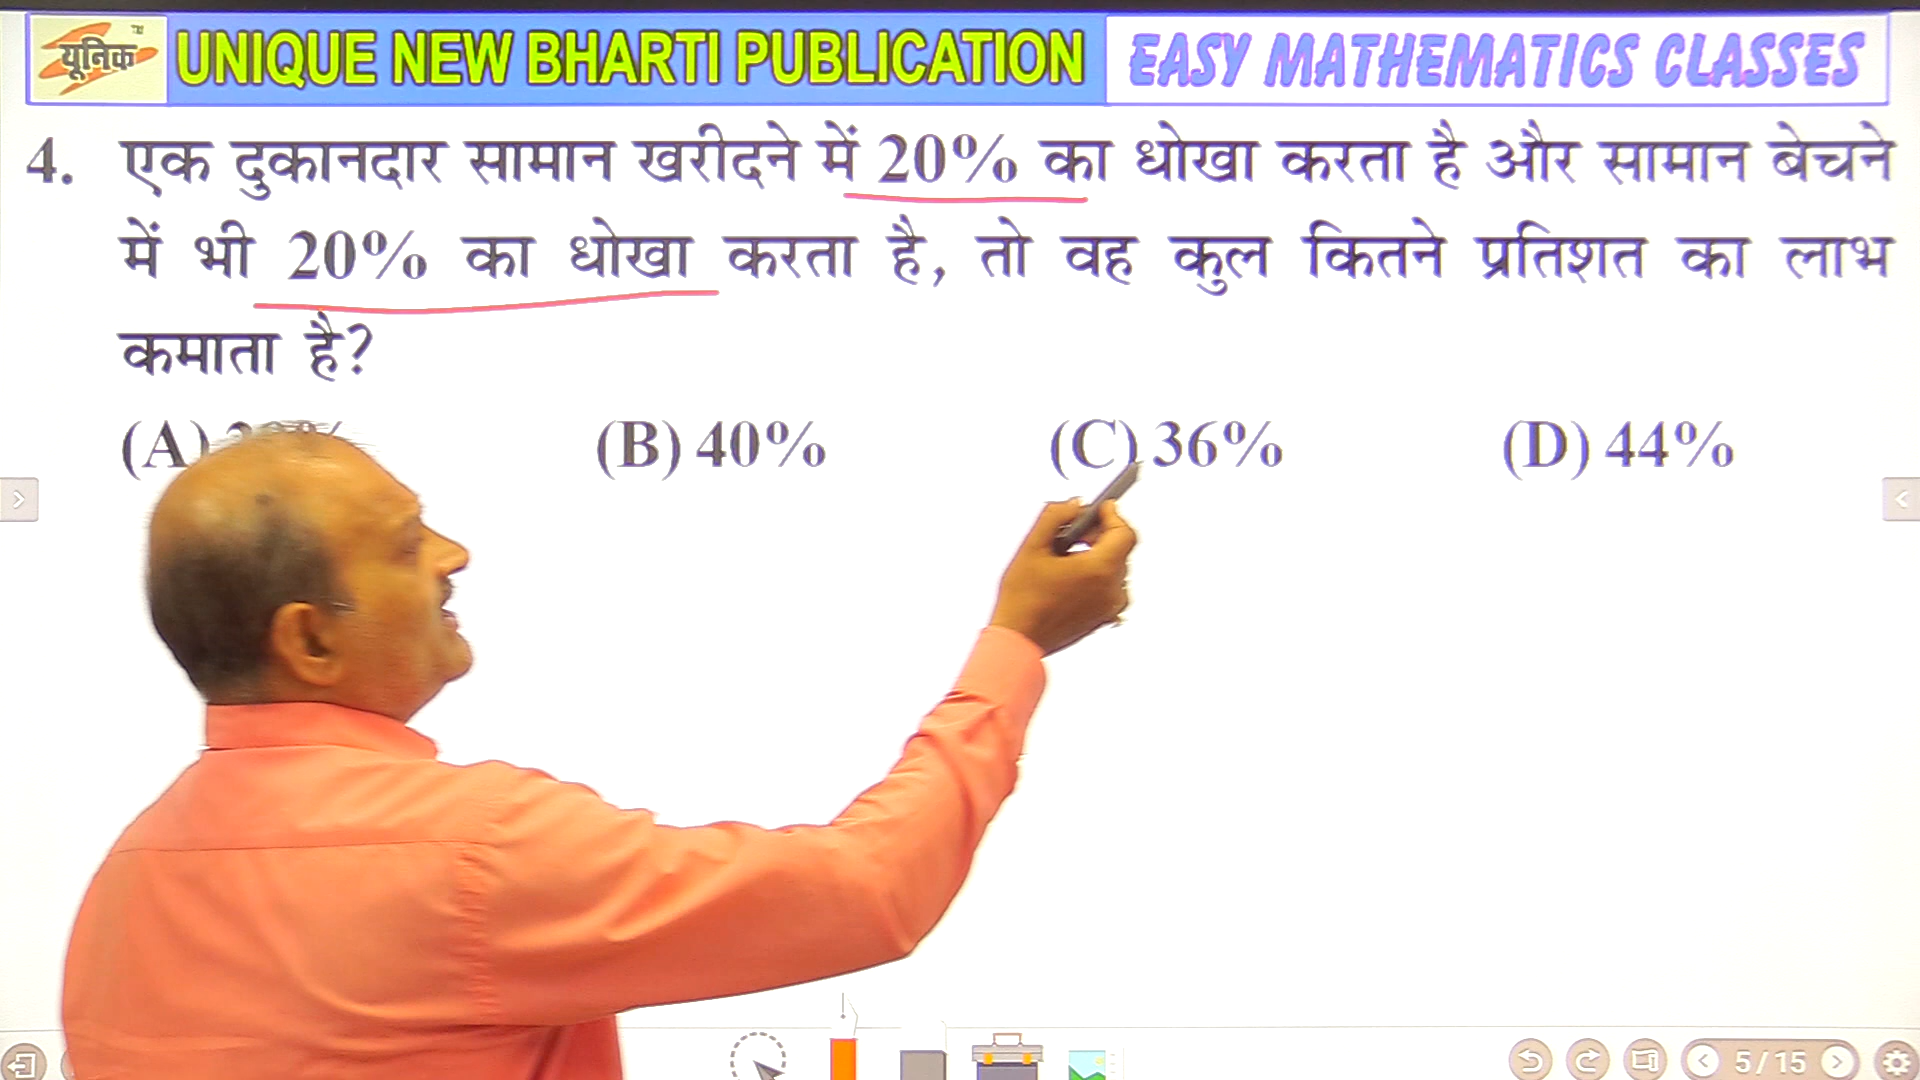 यूनिक TM UNIQUE NEW BHARTI PUBLICATION EASY MATHEMATICS CLASSES
4. एक दुकानदार सामान खरीदने में 20% का धोखा करता है और सामान बेचने
में भी 20% का धोखा करता है, तो वह कुल कितने प्रतिशत का लाभ
कमाता है?
(A) (B) 40% (C) 36% (D) 44%
5/15